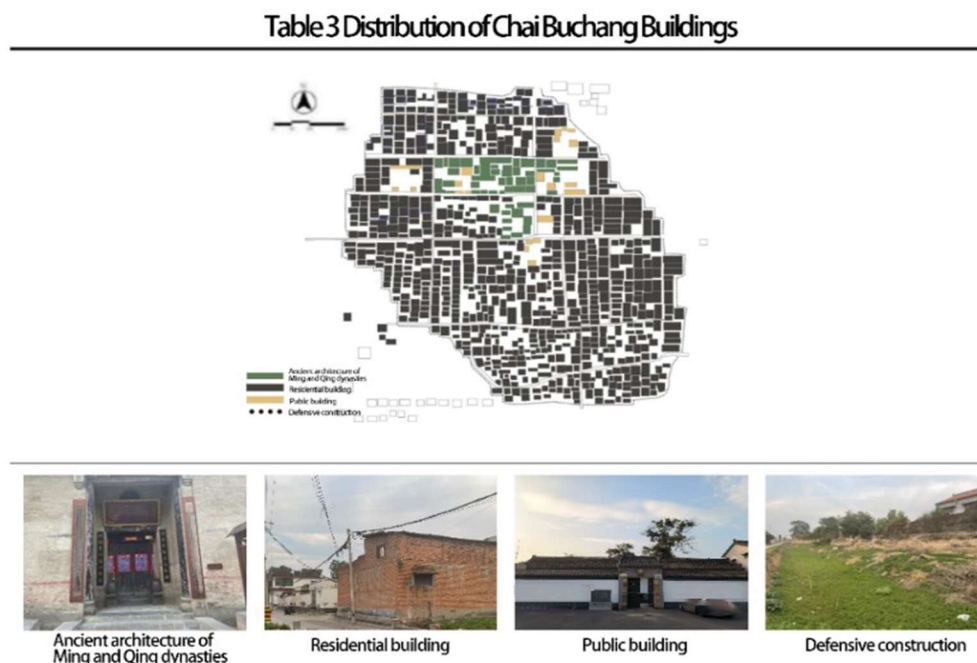 Table 3 Distribution of Chai Buchang Buildings
Ancient architecture of
Ming and Qing dynasties
Residential building
Public building
Defensive construction
Ancient architecture of
Ming and Qing dynasties
Residential building
Public building
Defensive construction